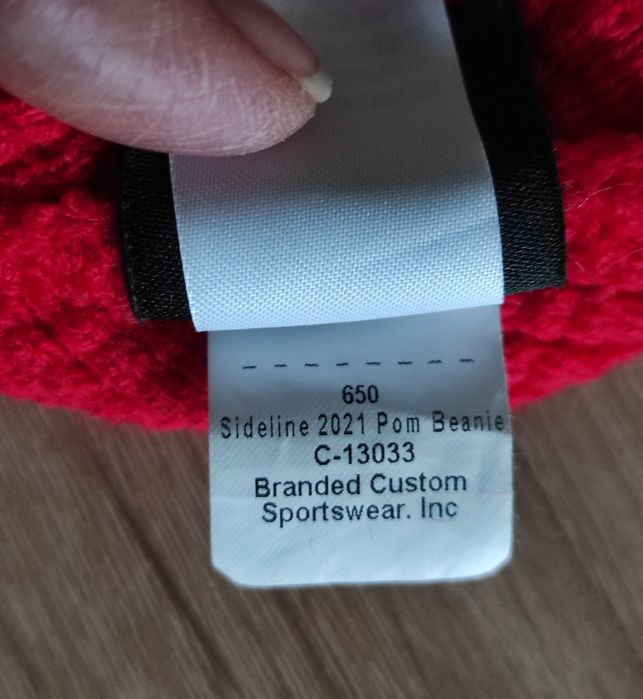 650
Sideline 2021 Pom Beanie
C-13033
Branded Custom
Sportswear. Inc